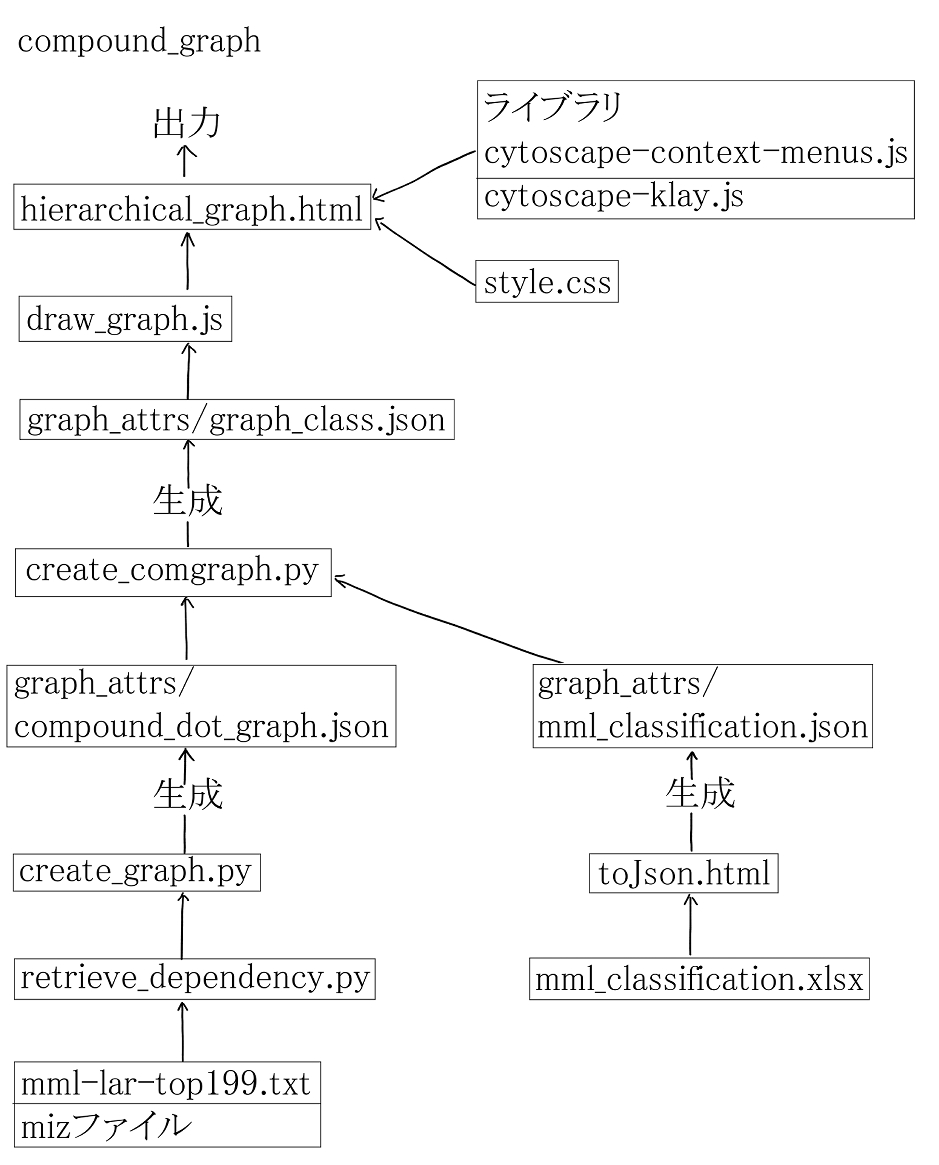 compound_graph
出力
ライブラリ
cytoscape-context-menus.js
cytoscape-klay.js
hierarchical_graph.html
style.css
draw_graph.js
graph_attrs/graph_class.json
生成
create_comgraph.py
graph_attrs/
compound_dot_graph.json
graph_attrs/
mml_classification.json
生成
生成
create_graph.py
toJson.html
retrieve_dependency.py
mml_classification.xlsx
mml-lar-top199.txt
mizファイル